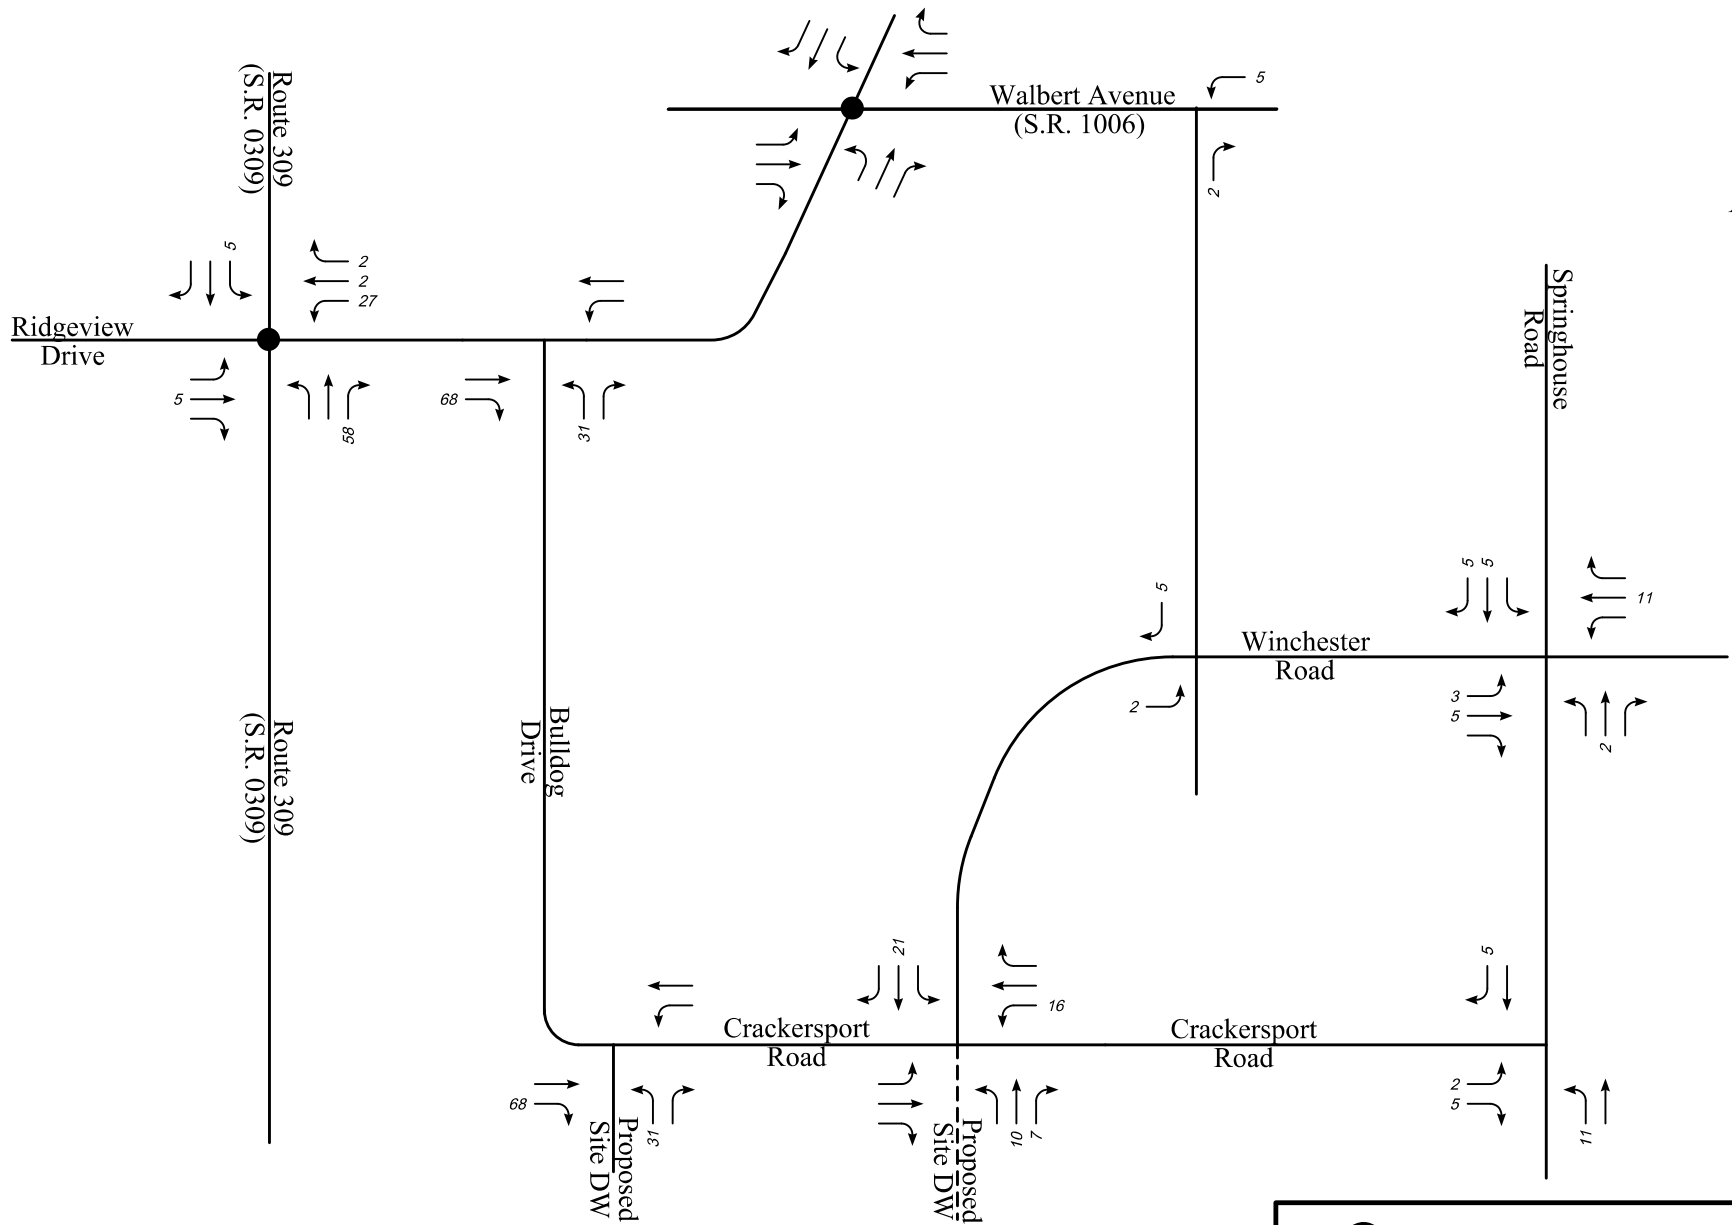 Route 309
(S.R. 0309)
Walbert Avenue
(S.R. 1006)
5
2
5
2
2
27
Ridgeview
Drive
5
58
68
31
Springhouse
Road
5
5
11
5
Winchester
Road
2
3
5
2
Bulldog
Drive
Route 309
(S.R. 0309)
21
16
5
Crackersport
Road
Crackersport
Road
68
31
10
7
2
5
11
Proposed
Site DW
Proposed
Site DW